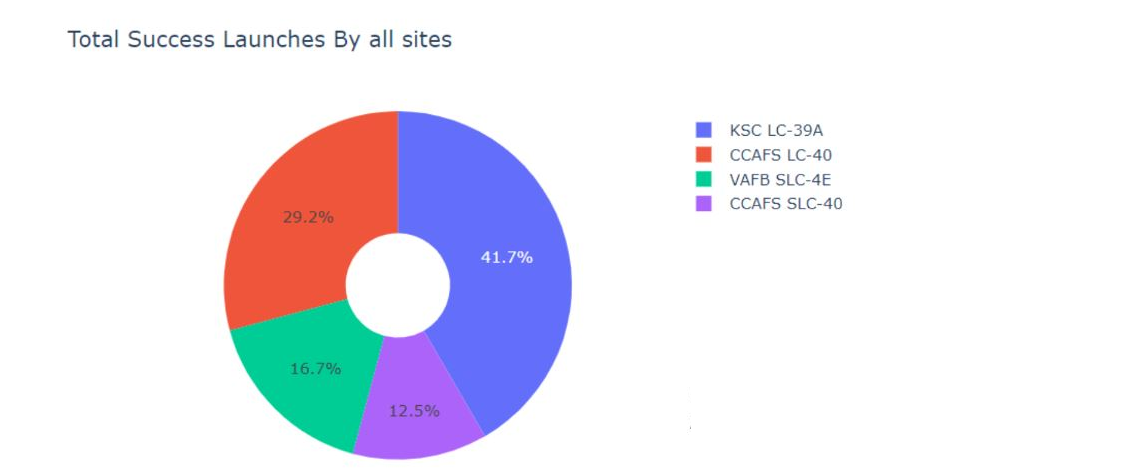 Total Success Launches By all sites
KSC LC-39A
CCAFS LC-40
VAFB SLC-4E
CCAFS SLC-40
29.2%
41.7%
16.7%
12.5%